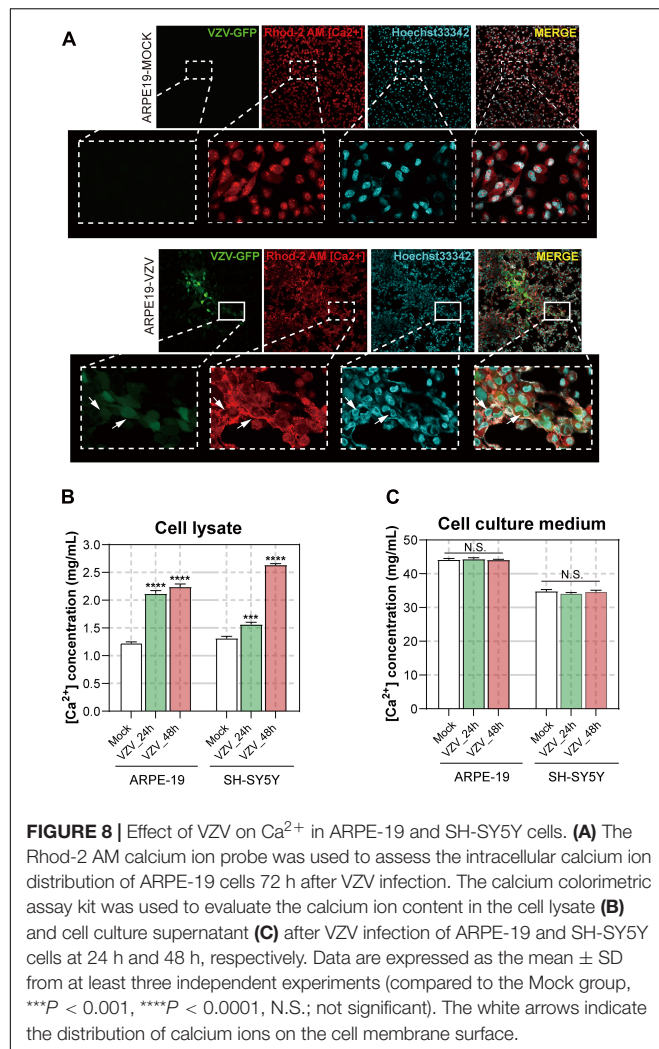 A
VZV-GFP
Rhod-2 AM [Ca2+]
Hoechst33342
MERGE
ARPE19-MOCK
VZV-GFP
Rhod-2 AM [Ca2+]
Hoechst33342
MERGE
ARPE19-VZV
B
Cell lysate
[Ca²⁺] concentration (mg/mL)
3.0
2.5
2.0
1.5
1.0
0.5
0.0
**** **** *** ****
Mock VZV_24h VZV_48h Mock VZV_24h VZV_48h
ARPE-19 SH-SY5Y
C
Cell culture medium
[Ca²⁺] concentration (mg/mL)
50
40
30
20
10
0
N.S. N.S.
Mock VZV_24h VZV_48h Mock VZV_24h VZV_48h
ARPE-19 SH-SY5Y
FIGURE 8 | Effect of VZV on Ca²⁺ in ARPE-19 and SH-SY5Y cells. (A) The
Rhod-2 AM calcium ion probe was used to assess the intracellular calcium ion
distribution of ARPE-19 cells 72 h after VZV infection. The calcium colorimetric
assay kit was used to evaluate the calcium ion content in the cell lysate (B)
and cell culture supernatant (C) after VZV infection of ARPE-19 and SH-SY5Y
cells at 24 h and 48 h, respectively. Data are expressed as the mean ± SD
from at least three independent experiments (compared to the Mock group,
***P < 0.001, ****P < 0.0001, N.S.; not significant). The white arrows indicate
the distribution of calcium ions on the cell membrane surface.